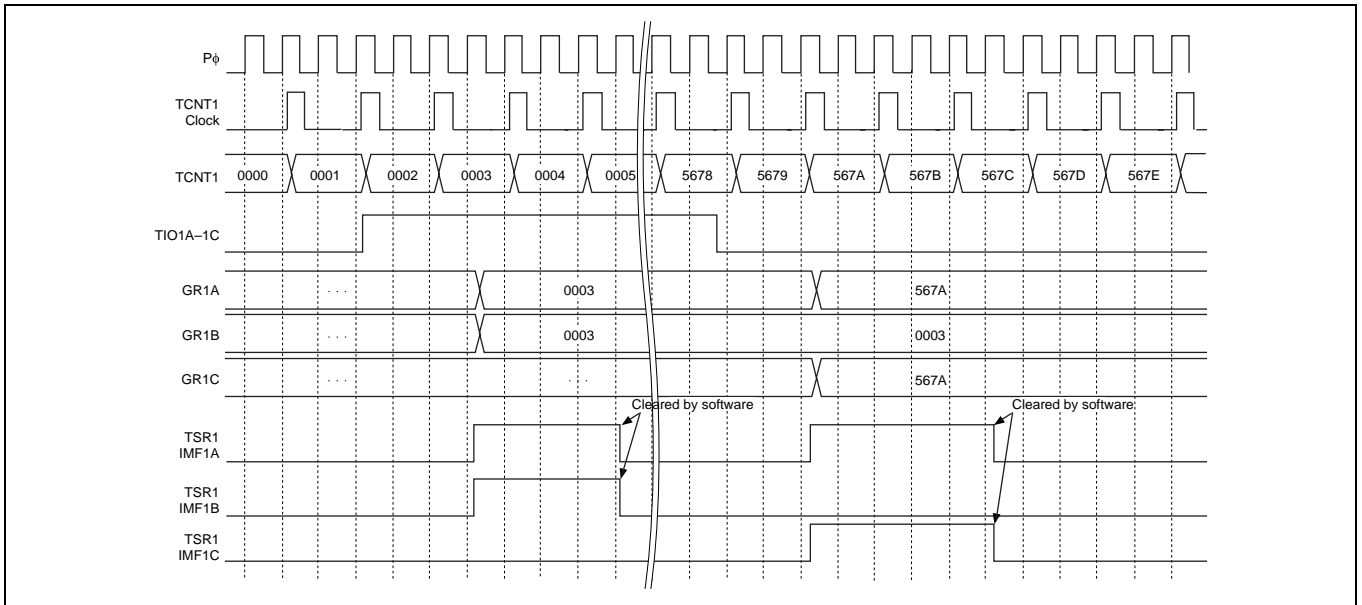 Pϕ
TCNT1
Clock
TCNT1 0000 0001 0002 0003 0004 0005 5678 5679 567A 567B 567C 567D 567E
TIO1A–1C
GR1A · · · 0003 567A
GR1B · · · 0003 0003
GR1C · · · · · · 567A
Cleared by software Cleared by software
TSR1
IMF1A
TSR1
IMF1B
TSR1
IMF1C